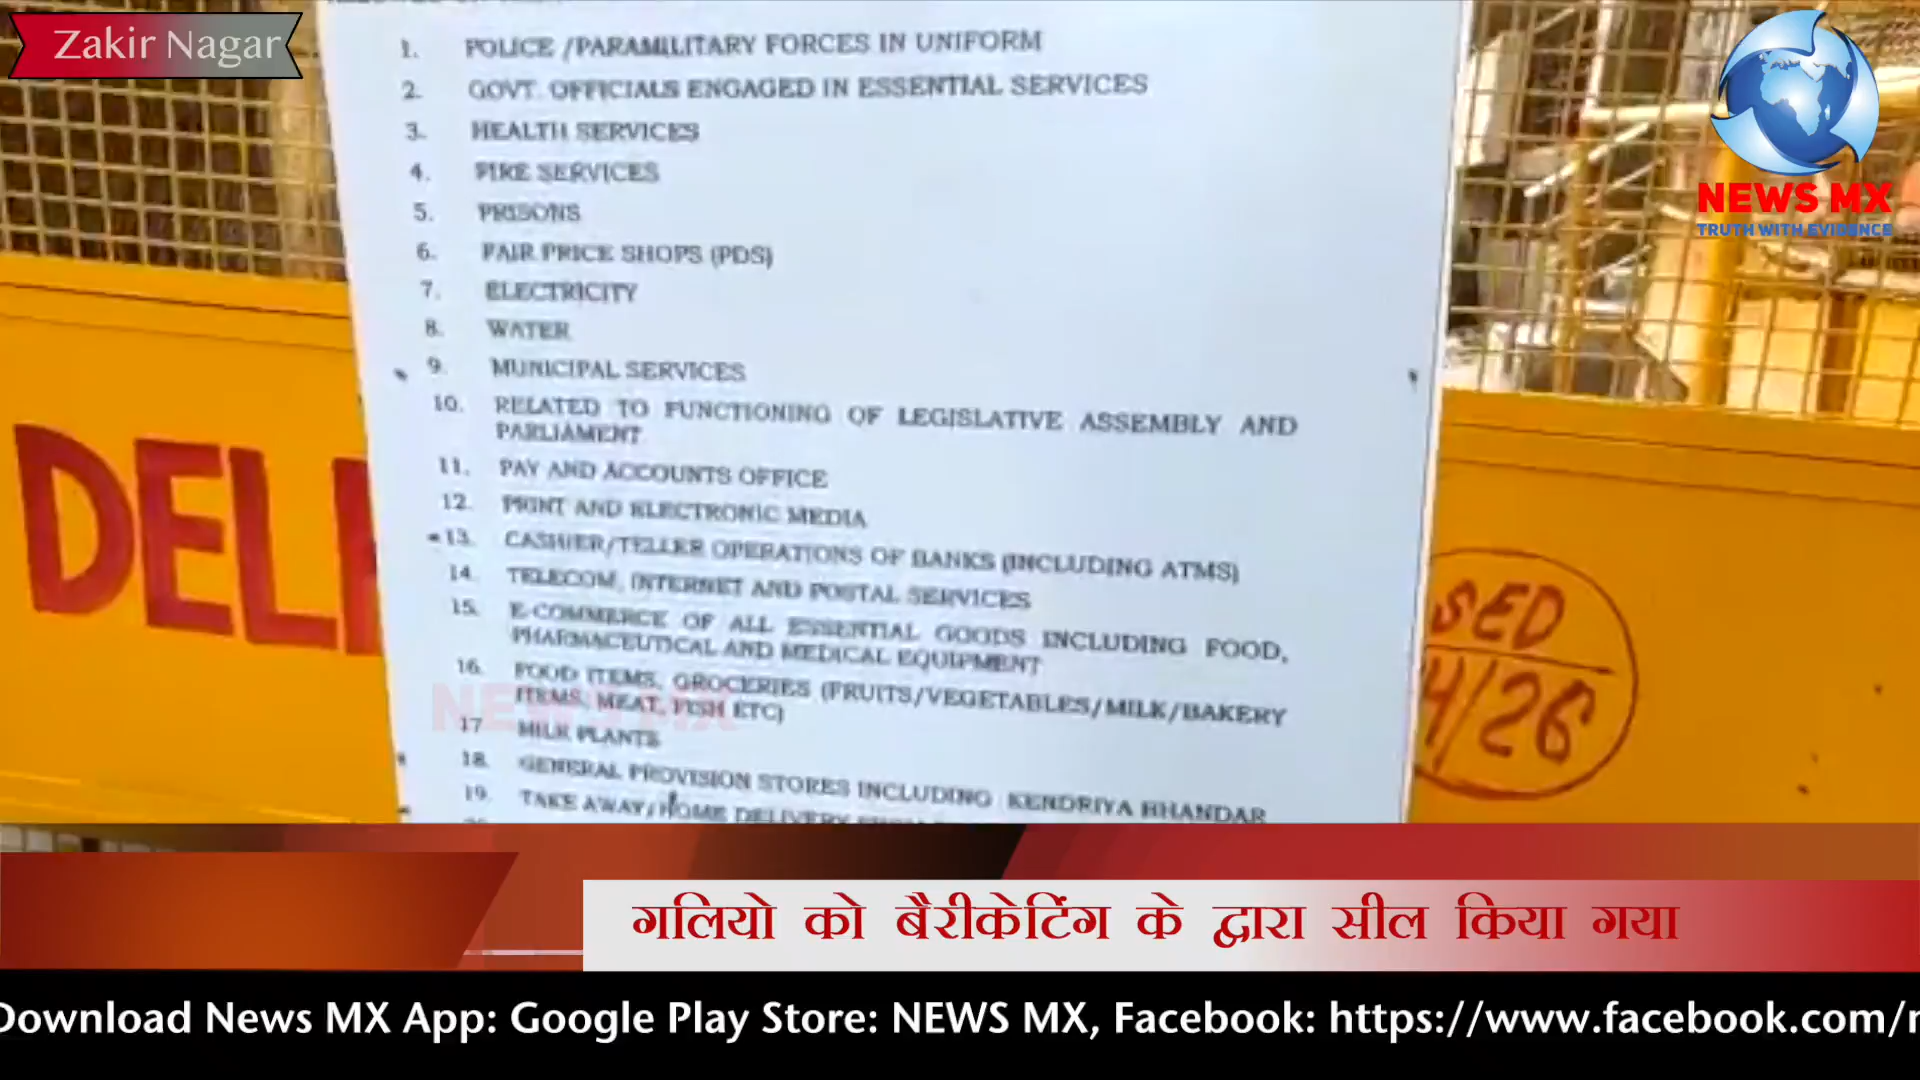 Zakir Nagar
1. POLICE /PARAMILITARY FORCES IN UNIFORM
2. GOVT. OFFICIALS ENGAGED IN ESSENTIAL SERVICES
3. HEALTH SERVICES
4. FIRE SERVICES
5. PRISONS
6. FAIR PRICE SHOPS (PDS)
7. ELECTRICITY
8. WATER
9. MUNICIPAL SERVICES
10. RELATED TO FUNCTIONING OF LEGISLATIVE ASSEMBLY AND
PARLIAMENT
11. PAY AND ACCOUNTS OFFICE
12. PRINT AND ELECTRONIC MEDIA
13. CASHIER/TELLER OPERATIONS OF BANKS (INCLUDING ATMS)
14. TELECOM, INTERNET AND POSTAL SERVICES
15. E-COMMERCE OF ALL ESSENTIAL GOODS INCLUDING FOOD,
PHARMACEUTICAL AND MEDICAL EQUIPMENT
16. FOOD ITEMS, GROCERIES (FRUITS/VEGETABLES/MILK/BAKERY
ITEMS, MEAT, FISH ETC)
17 MILK PLANTS
18. GENERAL PROVISION STORES INCLUDING KENDRIYA BHANDAR
19. TAKE AWAY/HOME DELIVERY
NEWS MX
TRUTH WITH EVIDENCE
DELH
SED
4/26
NEWS MX
गलियो को बैरीकेटिंग के द्वारा सील किया गया
Download News MX App: Google Play Store: NEWS MX, Facebook: https://www.facebook.com/